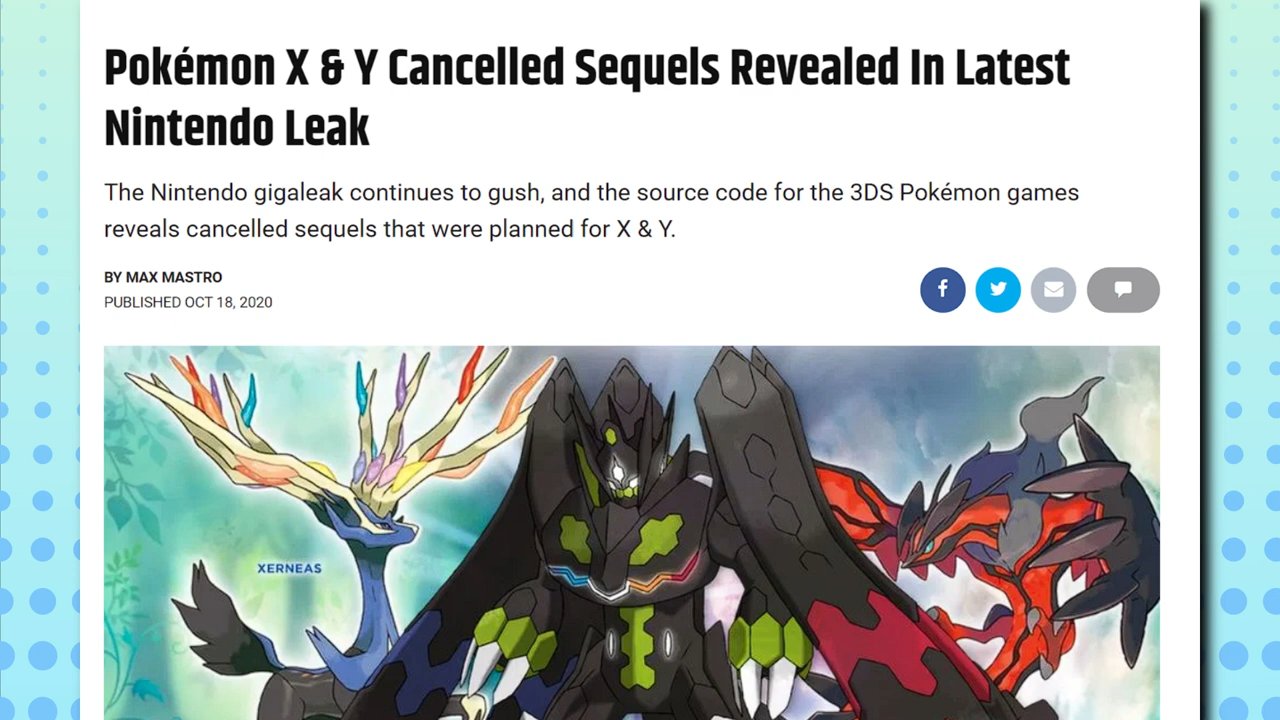 Pokémon X & Y Cancelled Sequels Revealed In Latest
Nintendo Leak
The Nintendo gigaleak continues to gush, and the source code for the 3DS Pokémon games
reveals cancelled sequels that were planned for X & Y.
BY MAX MASTRO
PUBLISHED OCT 18, 2020
XERNEAS